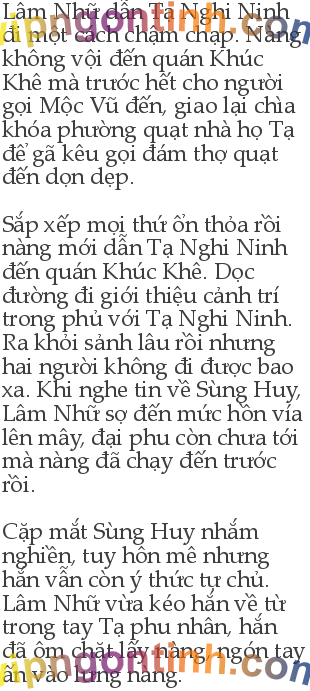 Lâm Nhữ dẫn Tạ Nghi Ninh
đi một cách chậm chạp. Nàng
không vội đến quán Khúc
Khê mà trước hết cho người
gọi Mộc Vũ đến, giao lại chìa
khóa phường quạt nhà họ Tạ
để gã kêu gọi đám thợ quạt
đến dọn dẹp.

Sắp xếp mọi thứ ổn thỏa rồi
nàng mới dẫn Tạ Nghi Ninh
đến quán Khúc Khê. Dọc
đường đi giới thiệu cảnh trí
trong phủ với Tạ Nghi Ninh.
Ra khỏi sảnh lâu rồi nhưng
hai người không đi được bao
xa. Khi nghe tin về Sùng Huy,
Lâm Nhữ sợ đến mức hồn vía
lên mây, đại phu còn chưa tới
mà nàng đã chạy đến trước
rồi.

Cặp mắt Sùng Huy nhắm
nghiền, tuy hôn mê nhưng
hắn vẫn còn ý thức tự chủ.
Lâm Nhữ vừa kéo hắn về từ
trong tay Tạ phu nhân, hắn
đã ôm chặt lấy nàng, ngón tay
ấn vào lưng nàng.
vipngontinh.com
vipngontinh.com